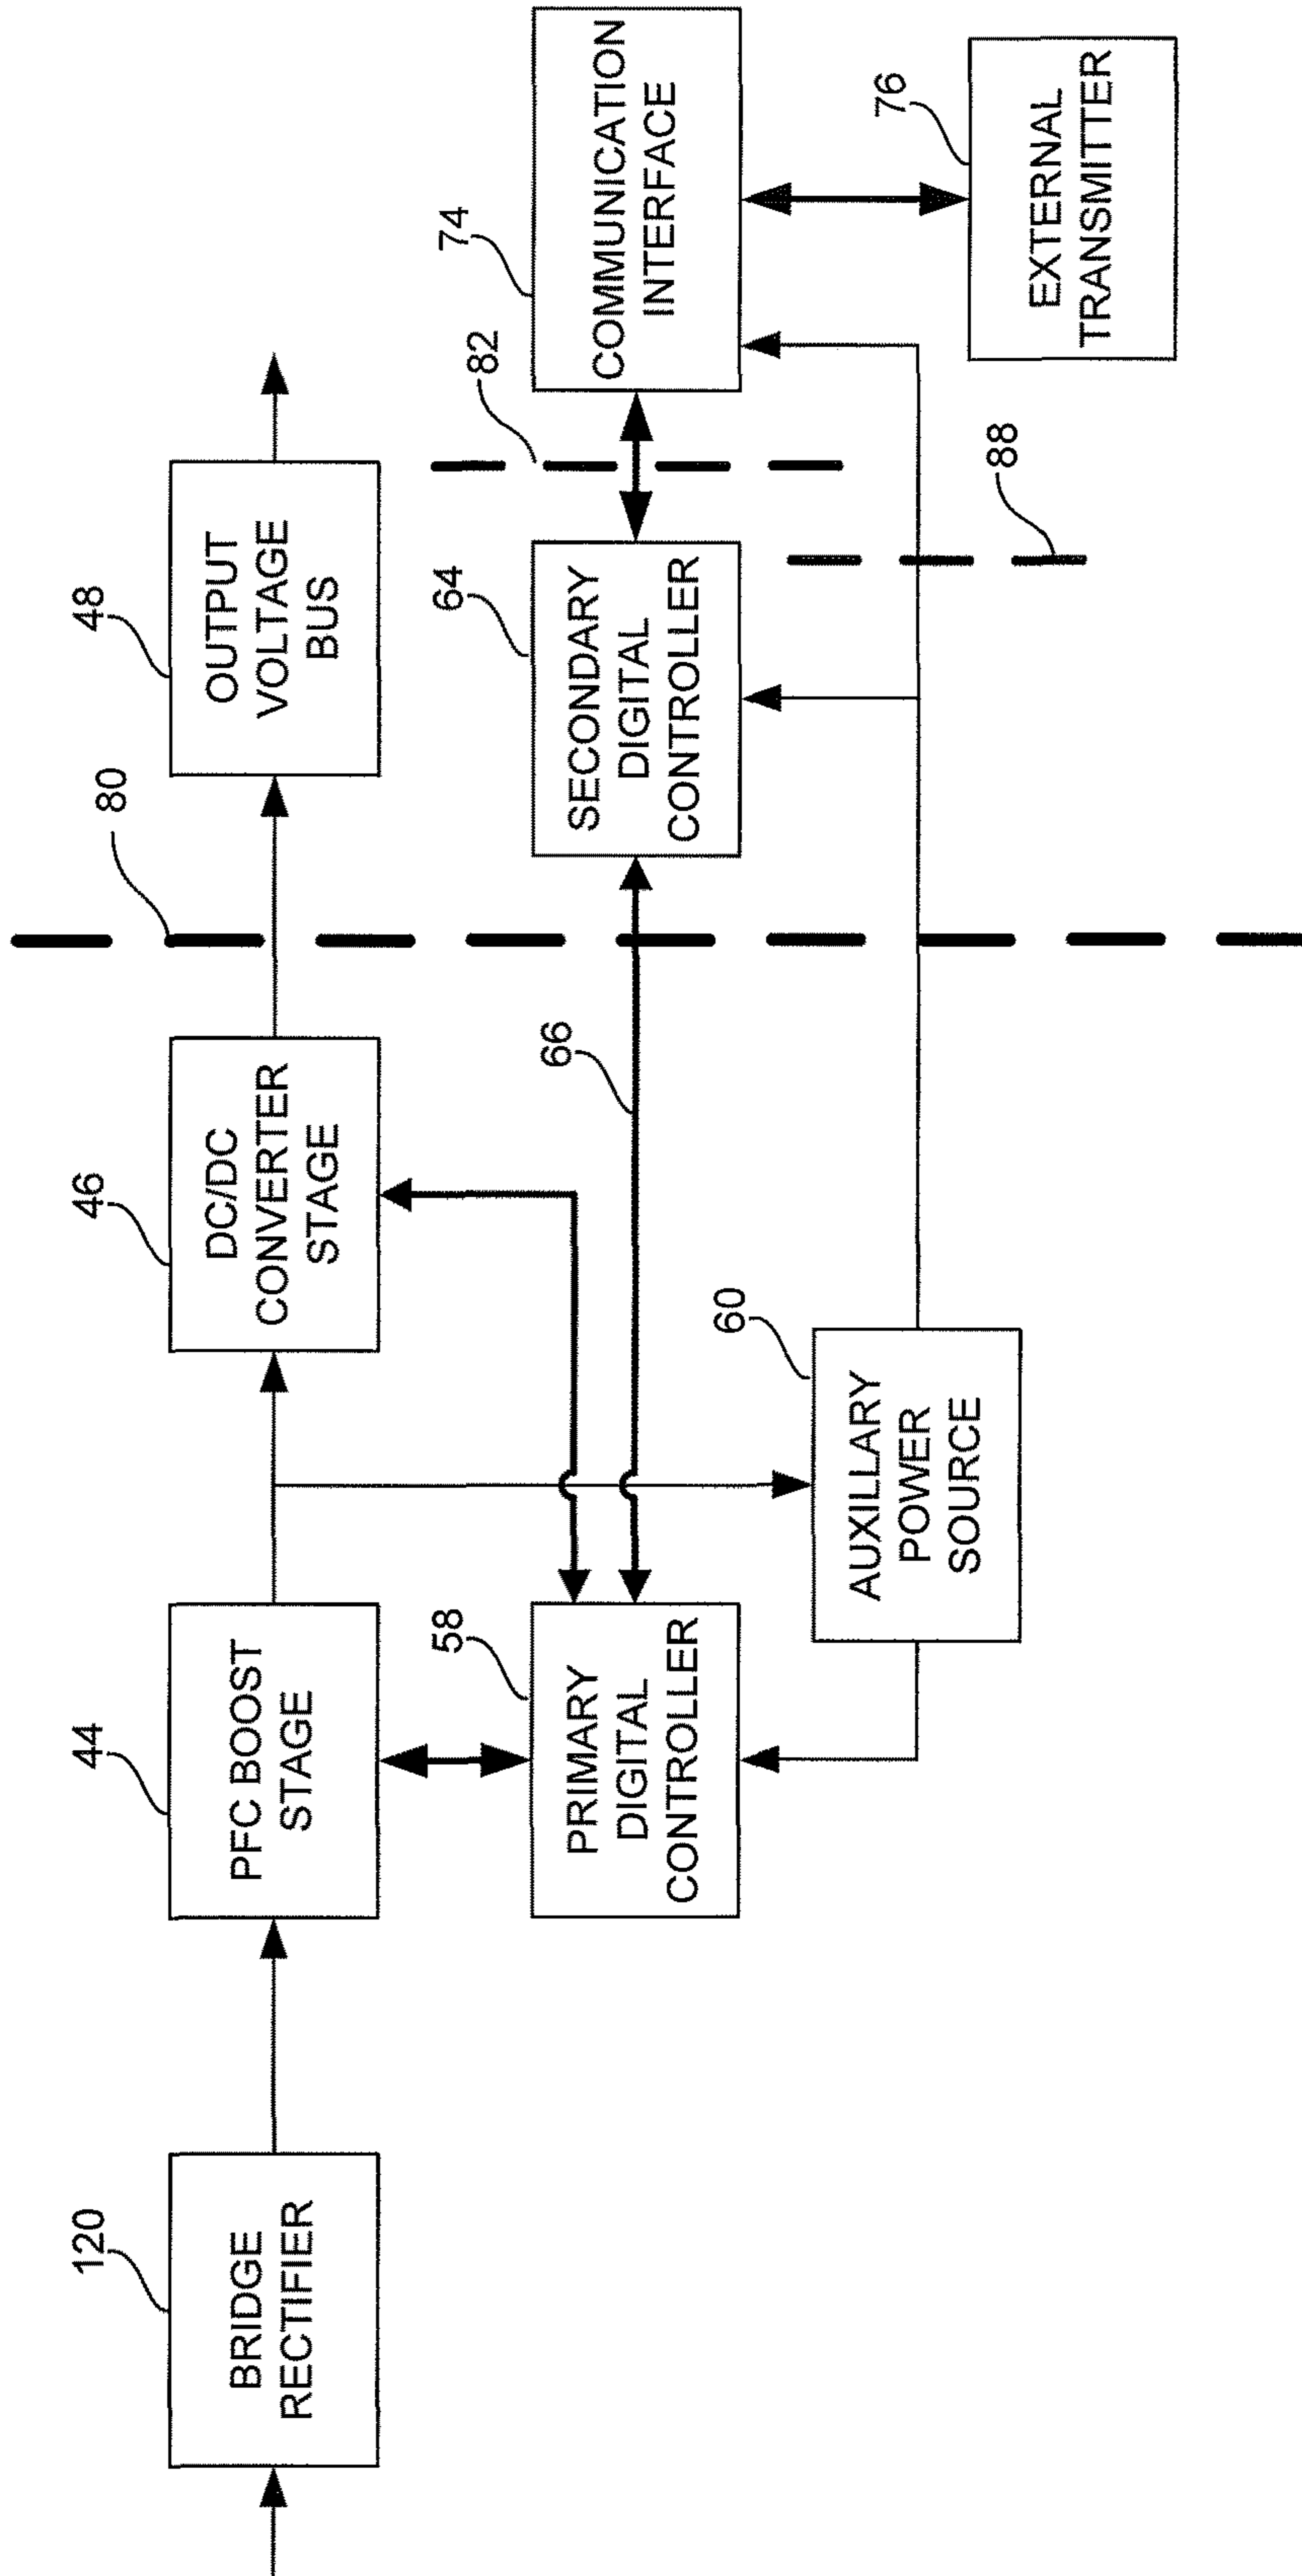 120
BRIDGE
RECTIFIER
44
PFC BOOST
STAGE
46
DC/DC
CONVERTER
STAGE
80
48
OUTPUT
VOLTAGE
BUS
58
PRIMARY
DIGITAL
CONTROLLER
66
64
SECONDARY
DIGITAL
CONTROLLER
82
74
COMMUNICATION
INTERFACE
60
AUXILLARY
POWER
SOURCE
88
76
EXTERNAL
TRANSMITTER